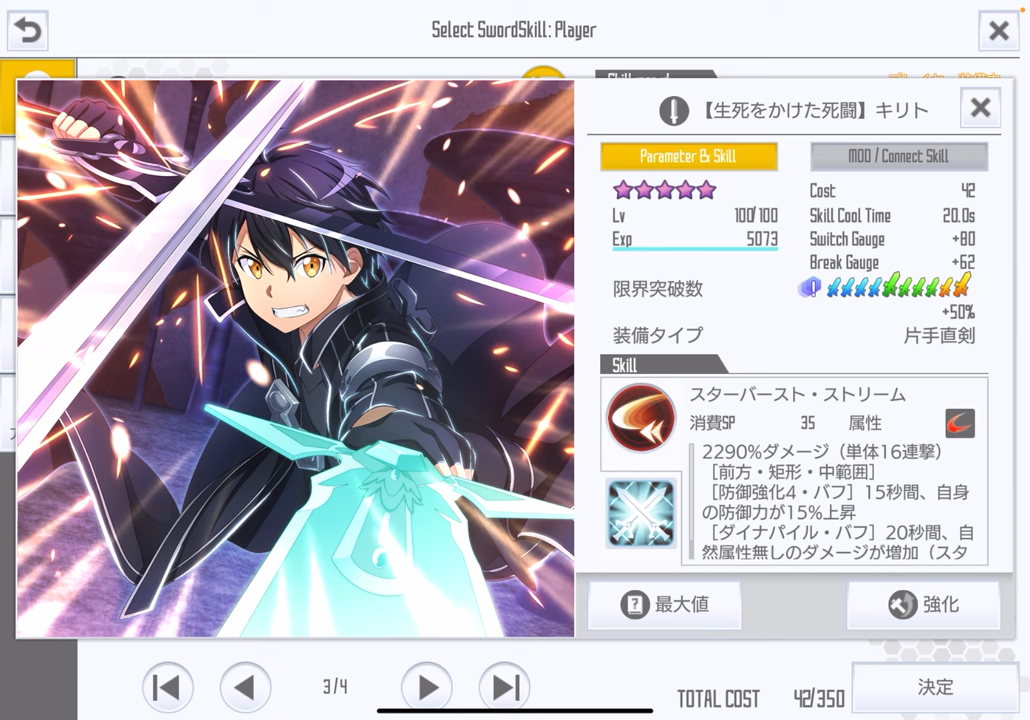 Select SwordSkill: Player
【生死をかけた死闘】キリト
Parameter & Skill
MOD / Connect Skill
Lv 100/100
Exp 5073
限界突破数
Cost 42
Skill Cool Time 20.0s
Switch Gauge +80
Break Gauge +62
+50%
装備タイプ 片手直剣
Skill
スターバースト・ストリーム
消費SP 35 属性
2290%ダメージ（単体16連撃）
［前方・矩形・中範囲］
［防御強化4・バフ］15秒間、自身
の防御力が15%上昇
［ダイナパイル・バフ］20秒間、自
然属性無しのダメージが増加（スタ
最大値
強化
3/4
TOTAL COST 42/350
決定